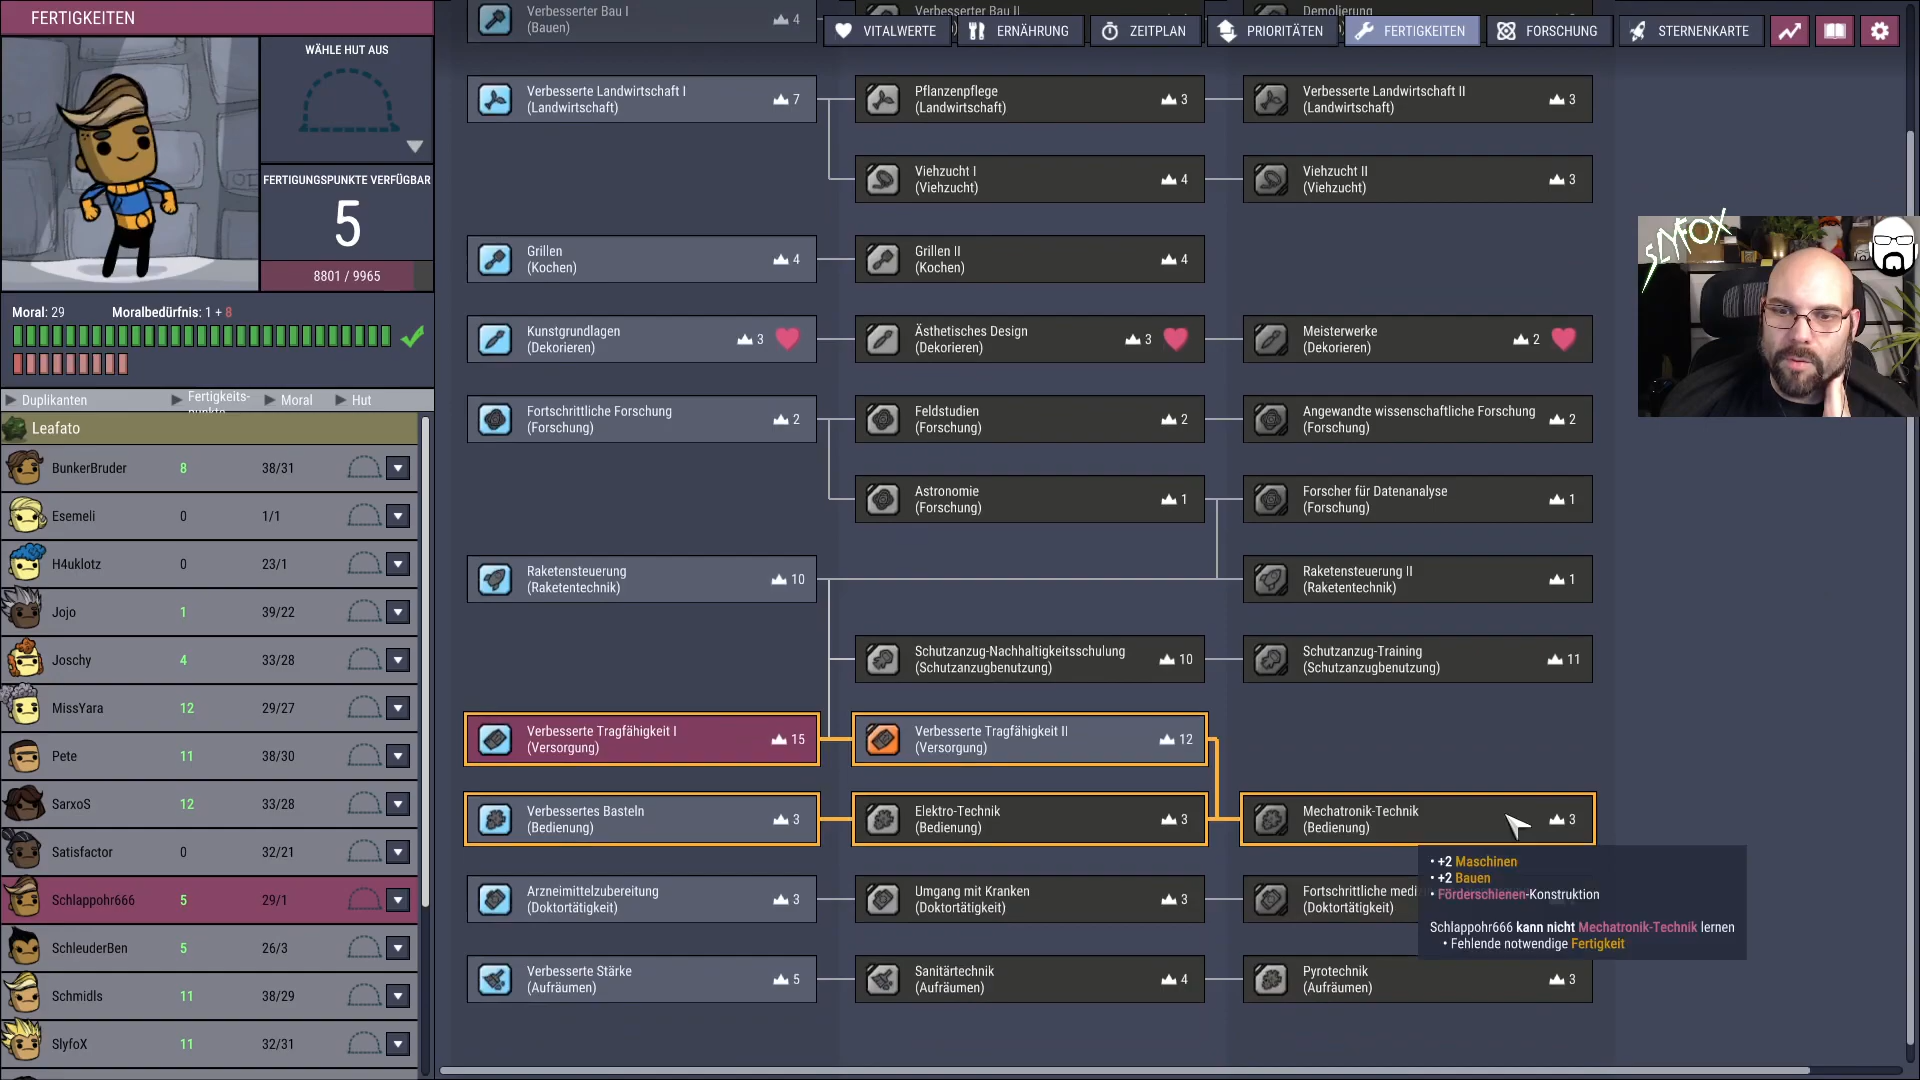 FERTIGKEITEN
VITALWERTE
ERNÄHRUNG
ZEITPLAN
PRIORITÄTEN
FERTIGKEITEN
FORSCHUNG
STERNENKARTE
WÄHLE HUT AUS
FERTIGUNGSPUNKTE VERFÜGBAR
5
8801 / 9965
Moral: 29
Moralbedürfnis: 1 + 8
Duplikanten
Fertigkeits-
punkte
Moral
Hut
Leafato
BunkerBruder 8 38/31
Esemeli 0 1/1
H4uklotz 0 23/1
Jojo 1 39/22
Joschy 4 33/28
MissYara 12 29/27
Pete 11 38/30
SarxoS 12 33/28
Satisfactor 0 32/21
Schlappohr666 5 29/1
SchleuderBen 5 26/3
Schmidls 11 38/29
SlyfoX 11 32/31
Verbesserter Bau I
(Bauen)
4
Verbesserter Bau II
Demolierung
Verbesserte Landwirtschaft I
(Landwirtschaft)
7
Pflanzenpflege
(Landwirtschaft)
3
Verbesserte Landwirtschaft II
(Landwirtschaft)
3
Viehzucht I
(Viehzucht)
4
Viehzucht II
(Viehzucht)
3
Grillen
(Kochen)
4
Grillen II
(Kochen)
4
Kunstgrundlagen
(Dekorieren)
3
Ästhetisches Design
(Dekorieren)
3
Meisterwerke
(Dekorieren)
2
Fortschrittliche Forschung
(Forschung)
2
Feldstudien
(Forschung)
2
Angewandte wissenschaftliche Forschung
(Forschung)
2
Astronomie
(Forschung)
1
Forscher für Datenanalyse
(Forschung)
1
Raketensteuerung
(Raketentechnik)
10
Raketensteuerung II
(Raketentechnik)
1
Schutzanzug-Nachhaltigkeitsschulung
(Schutzanzugbenutzung)
10
Schutzanzug-Training
(Schutzanzugbenutzung)
11
Verbesserte Tragfähigkeit I
(Versorgung)
15
Verbesserte Tragfähigkeit II
(Versorgung)
12
Verbessertes Basteln
(Bedienung)
3
Elektro-Technik
(Bedienung)
3
Mechatronik-Technik
(Bedienung)
3
• +2 Maschinen
• +2 Bauen
• Förderschienen-Konstruktion
Schlappohr666 kann nicht Mechatronik-Technik lernen
• Fehlende notwendige Fertigkeit
Arzneimittelzubereitung
(Doktortätigkeit)
3
Umgang mit Kranken
(Doktortätigkeit)
3
Fortschrittliche medi
(Doktortätigkeit)
Verbesserte Stärke
(Aufräumen)
5
Sanitärtechnik
(Aufräumen)
4
Pyrotechnik
(Aufräumen)
3
SLYFOX